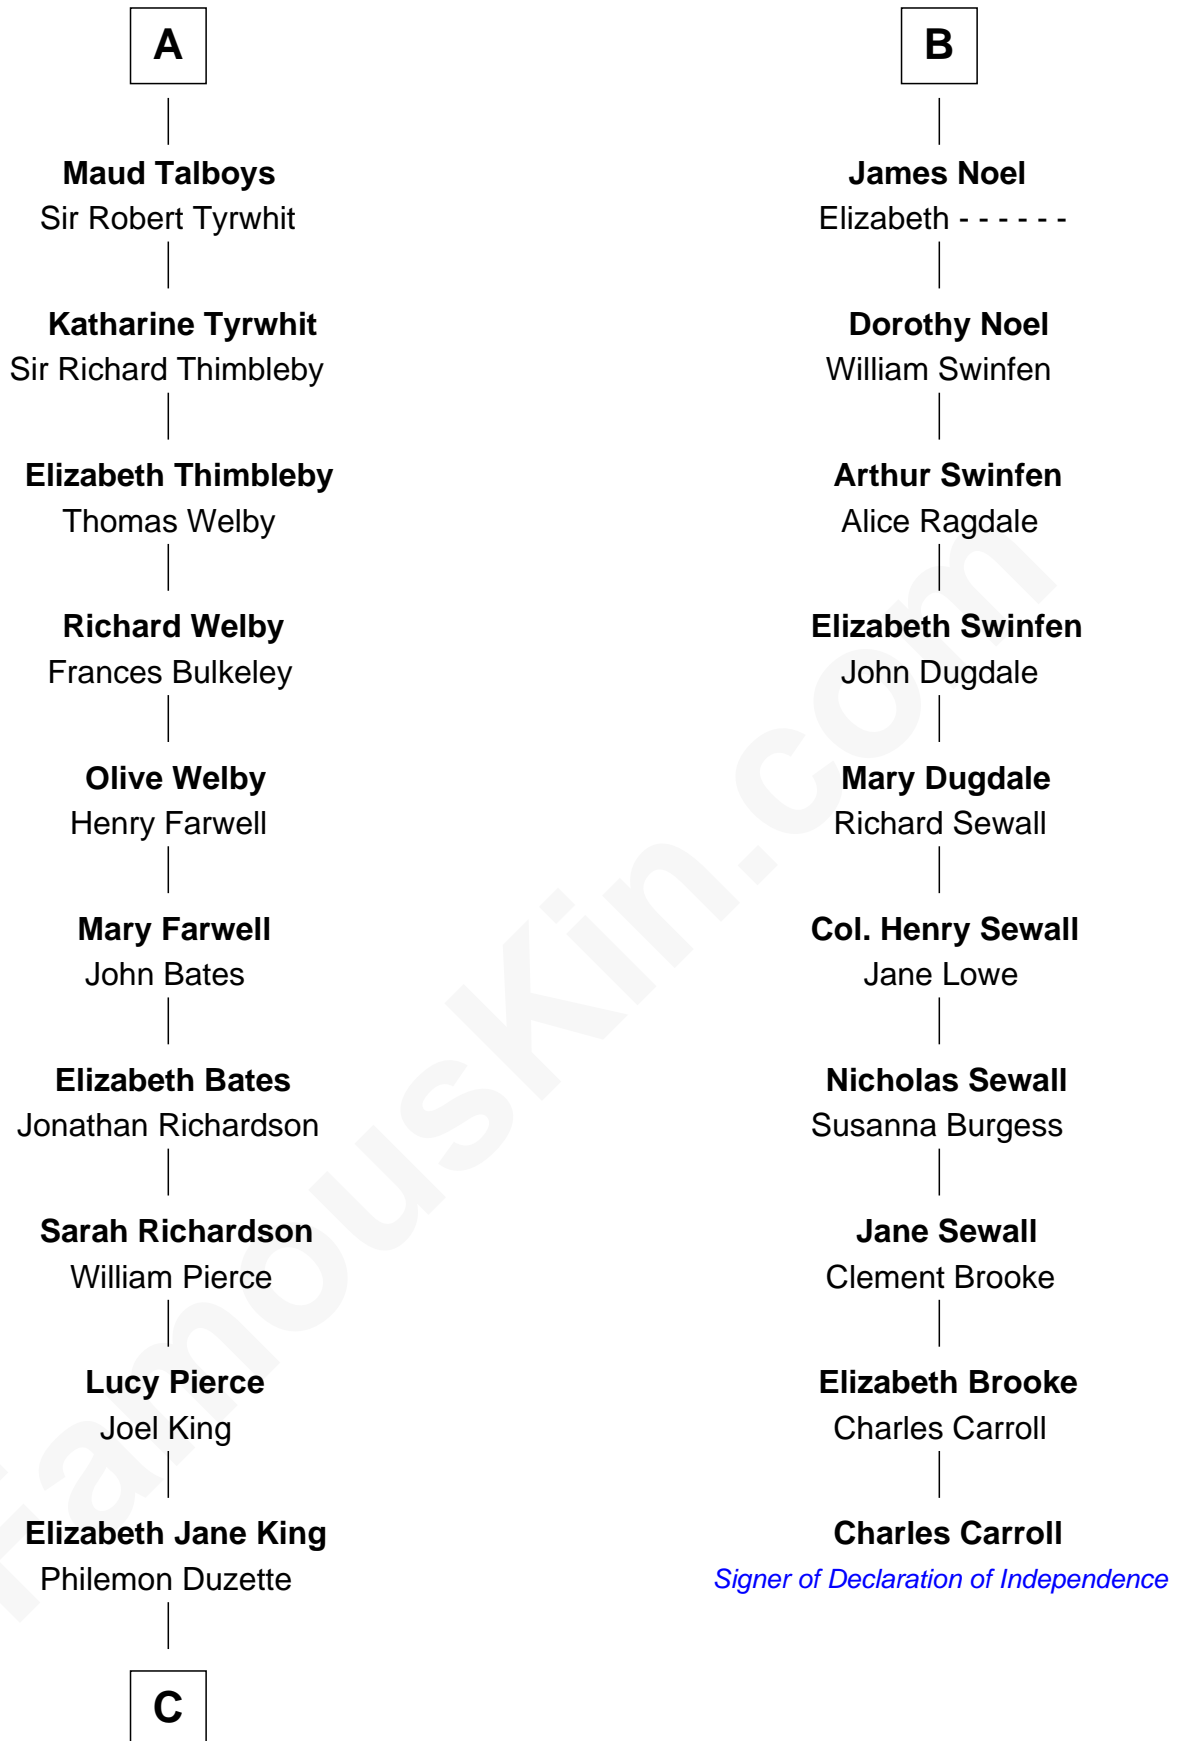 A
Maud Talboys
Sir Robert Tyrwhit
Katharine Tyrwhit
Sir Richard Thimbleby
Elizabeth Thimbleby
Thomas Welby
Richard Welby
Frances Bulkeley
Olive Welby
Henry Farwell
Mary Farwell
John Bates
Elizabeth Bates
Jonathan Richardson
Sarah Richardson
William Pierce
Lucy Pierce
Joel King
Elizabeth Jane King
Philemon Duzette
C
B
James Noel
Elizabeth - - - - - -
Dorothy Noel
William Swinfen
Arthur Swinfen
Alice Ragdale
Elizabeth Swinfen
John Dugdale
Mary Dugdale
Richard Sewall
Col. Henry Sewall
Jane Lowe
Nicholas Sewall
Susanna Burgess
Jane Sewall
Clement Brooke
Elizabeth Brooke
Charles Carroll
Charles Carroll
Signer of Declaration of Independence
FamousKin.com